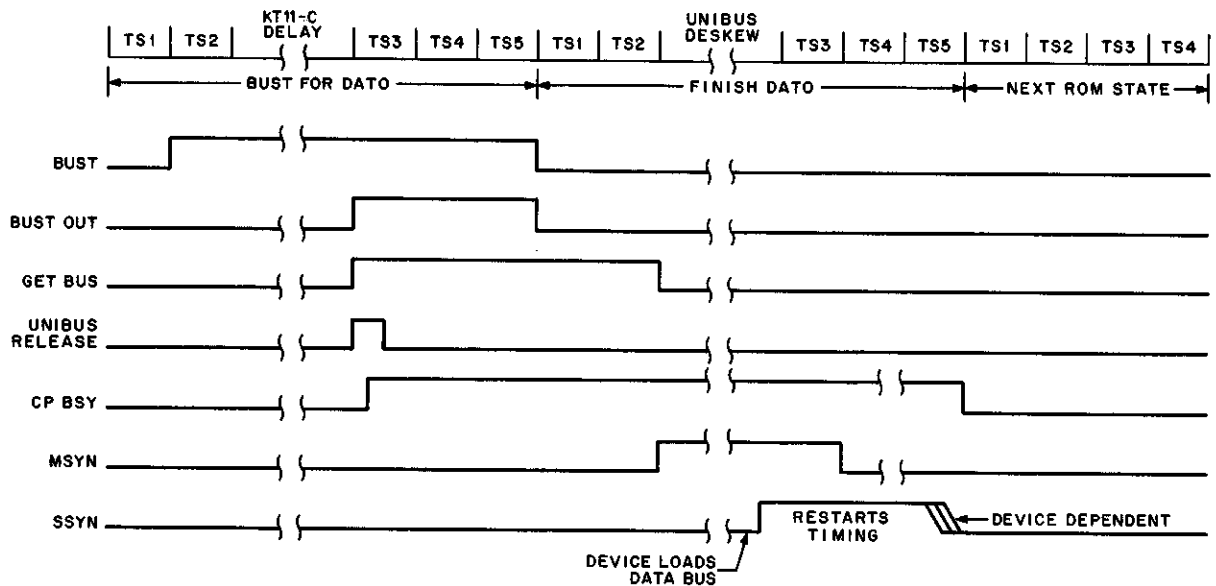 KT11-C
DELAY
UNIBUS
DESKEW
TS1 TS2 TS3 TS4 TS5 TS1 TS2 TS3 TS4 TS5 TS1 TS2 TS3 TS4
BUST FOR DATO FINISH DATO NEXT ROM STATE
BUST
BUST OUT
GET BUS
UNIBUS
RELEASE
CP BSY
MSYN
SSYN
RESTARTS
TIMING
DEVICE DEPENDENT
DEVICE LOADS
DATA BUS